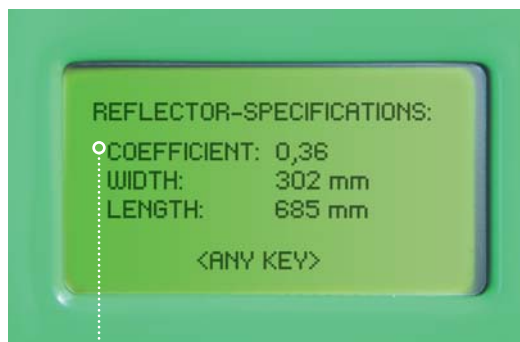 REFLECTOR-SPECIFICATIONS:
COEFFICIENT: 0,36
WIDTH: 302 mm
LENGTH: 685 mm
<ANY KEY>